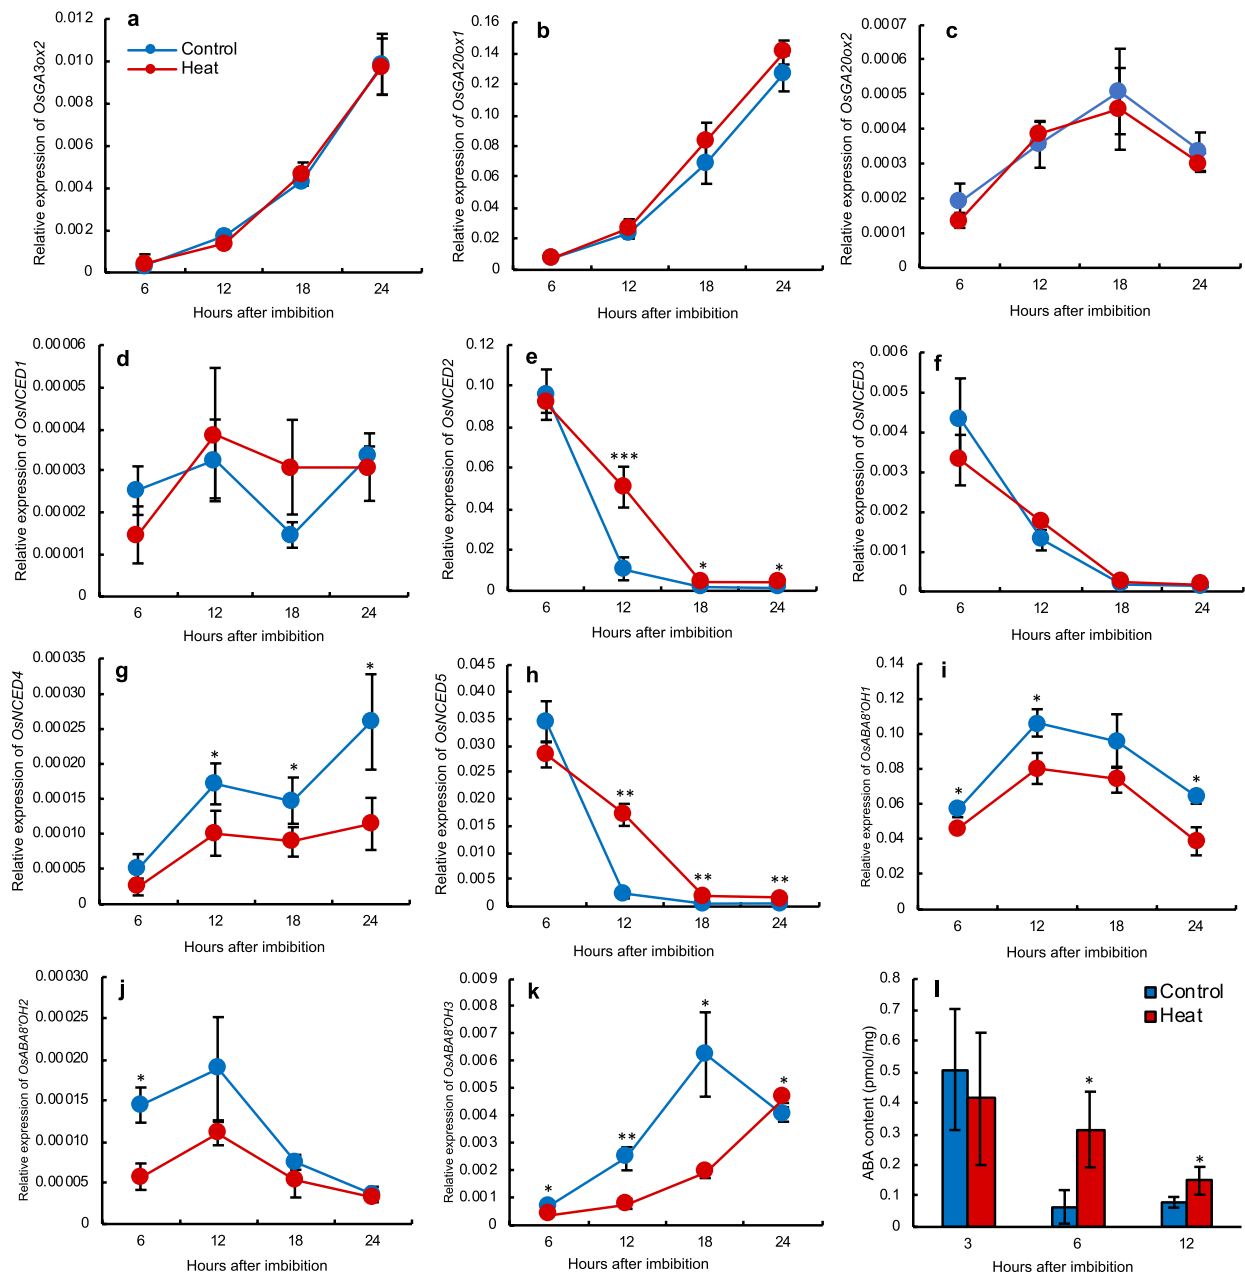 a
Control
Heat
Relative expression of OsGA3ox2
0.012
0.010
0.008
0.006
0.004
0.002
0
6 12 18 24
Hours after imbibition
b
Relative expression of OsGA20ox1
0.16
0.14
0.12
0.10
0.08
0.06
0.04
0.02
0
6 12 18 24
Hours after imbibition
c
Relative expression of OsGA20ox2
0.0007
0.0006
0.0005
0.0004
0.0003
0.0002
0.0001
0
6 12 18 24
Hours after imbibition
d
Relative expression of OsNCED1
0.00006
0.00005
0.00004
0.00003
0.00002
0.00001
0
6 12 18 24
Hours after imbibition
e
Relative expression of OsNCED2
0.12
0.10
0.08
0.06
0.04
0.02
0
***
*
*
6 12 18 24
Hours after imbibition
f
Relative expression of OsNCED3
0.006
0.005
0.004
0.003
0.002
0.001
0
6 12 18 24
Hours after imbibition
g
Relative expression of OsNCED4
0.00035
0.00030
0.00025
0.00020
0.00015
0.00010
0.00005
0
*
*
*
6 12 18 24
Hours after imbibition
h
Relative expression of OsNCED5
0.045
0.040
0.035
0.030
0.025
0.020
0.015
0.010
0.005
0
**
**
**
6 12 18 24
Hours after imbibition
i
Relative expression of OsABA8'OH1
0.14
0.12
0.10
0.08
0.06
0.04
0.02
0
*
*
*
6 12 18 24
Hours after imbibition
j
Relative expression of OsABA8'OH2
0.00030
0.00025
0.00020
0.00015
0.00010
0.00005
0
*
6 12 18 24
Hours after imbibition
k
Relative expression of OsABA8'OH3
0.009
0.008
0.007
0.006
0.005
0.004
0.003
0.002
0.001
0
*
**
*
*
6 12 18 24
Hours after imbibition
l
Control
Heat
ABA content (pmol/mg)
0.8
0.7
0.6
0.5
0.4
0.3
0.2
0.1
0
*
*
3 6 12
Hours after imbibition